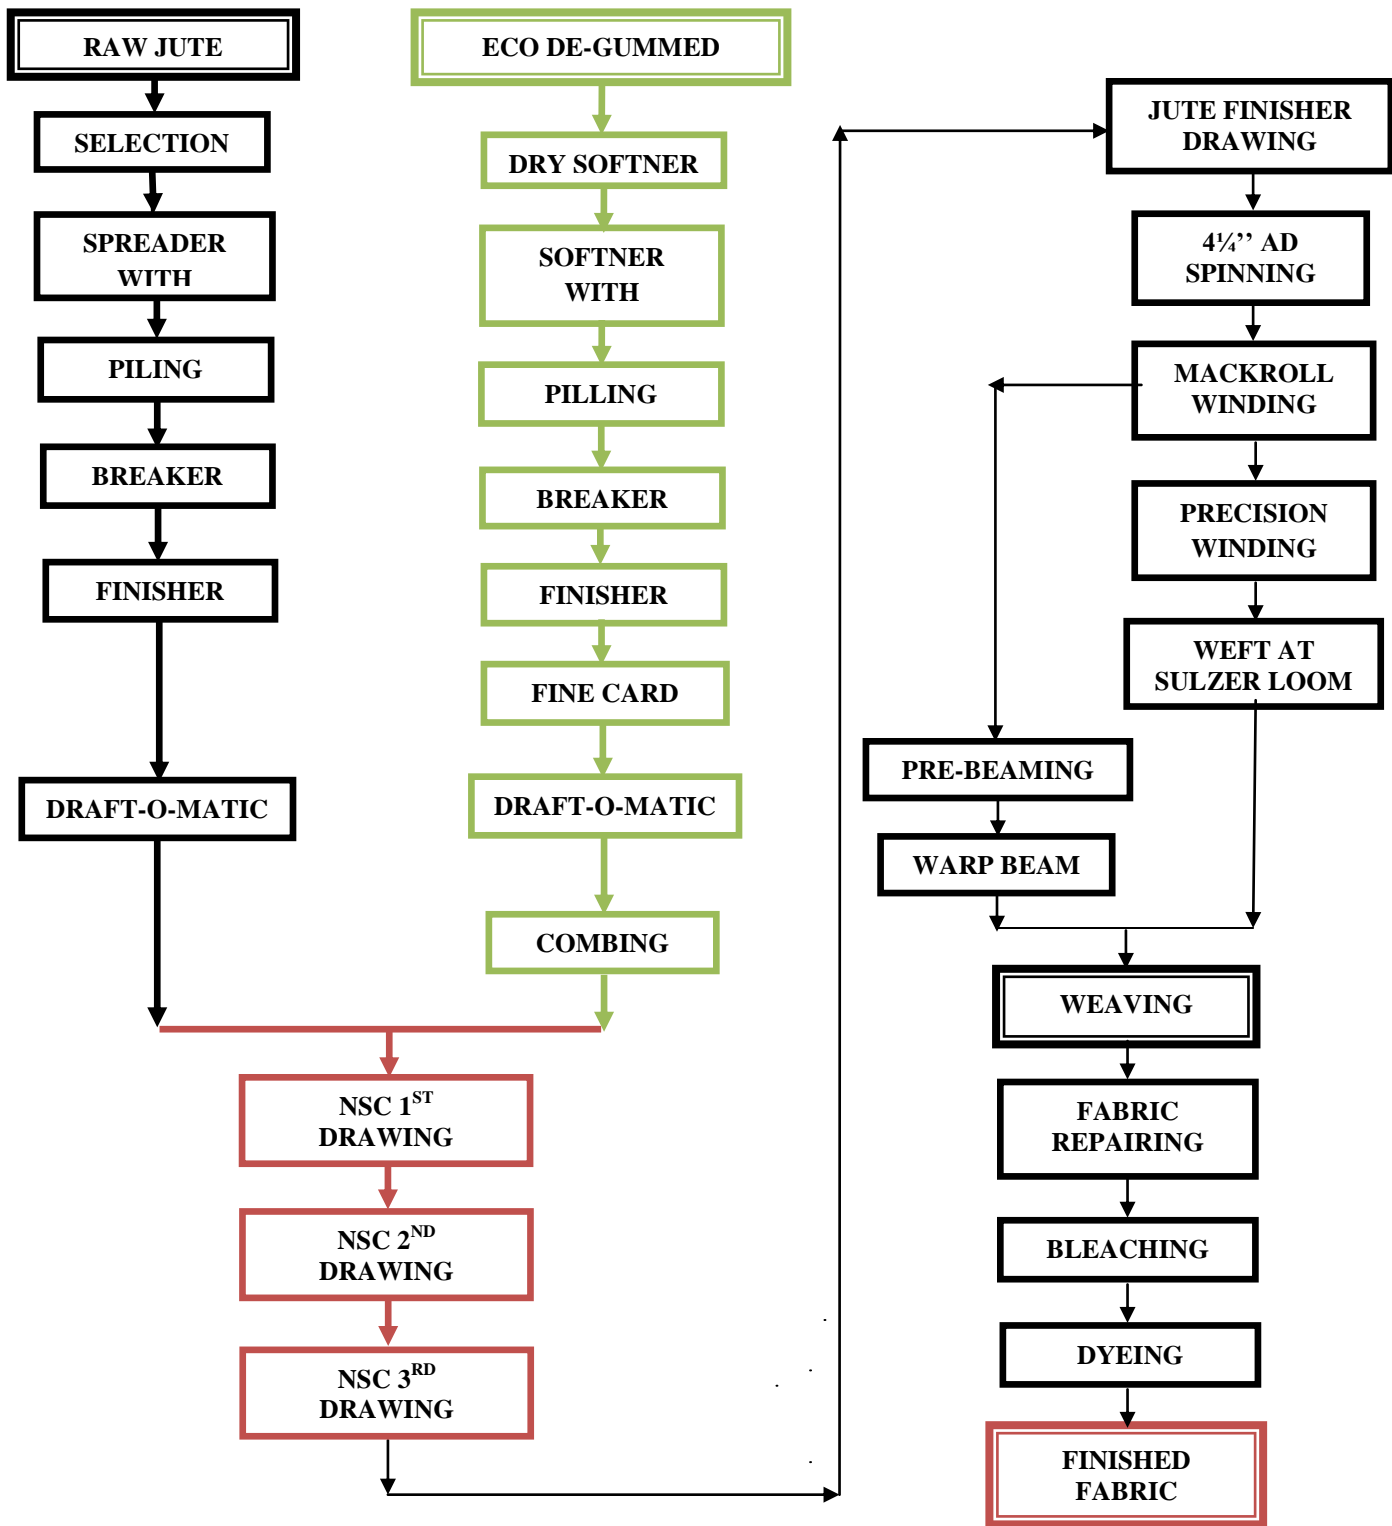 RAW JUTE
SELECTION
SPREADER
WITH
PILING
BREAKER
FINISHER
DRAFT-O-MATIC
ECO DE-GUMMED
DRY SOFTNER
SOFTNER
WITH
PILLING
BREAKER
FINISHER
FINE CARD
DRAFT-O-MATIC
COMBING
NSC 1ST
DRAWING
NSC 2ND
DRAWING
NSC 3RD
DRAWING
JUTE FINISHER
DRAWING
4¼’’ AD
SPINNING
MACKROLL
WINDING
PRECISION
WINDING
WEFT AT
SULZER LOOM
PRE-BEAMING
WARP BEAM
WEAVING
FABRIC
REPAIRING
BLEACHING
DYEING
FINISHED
FABRIC